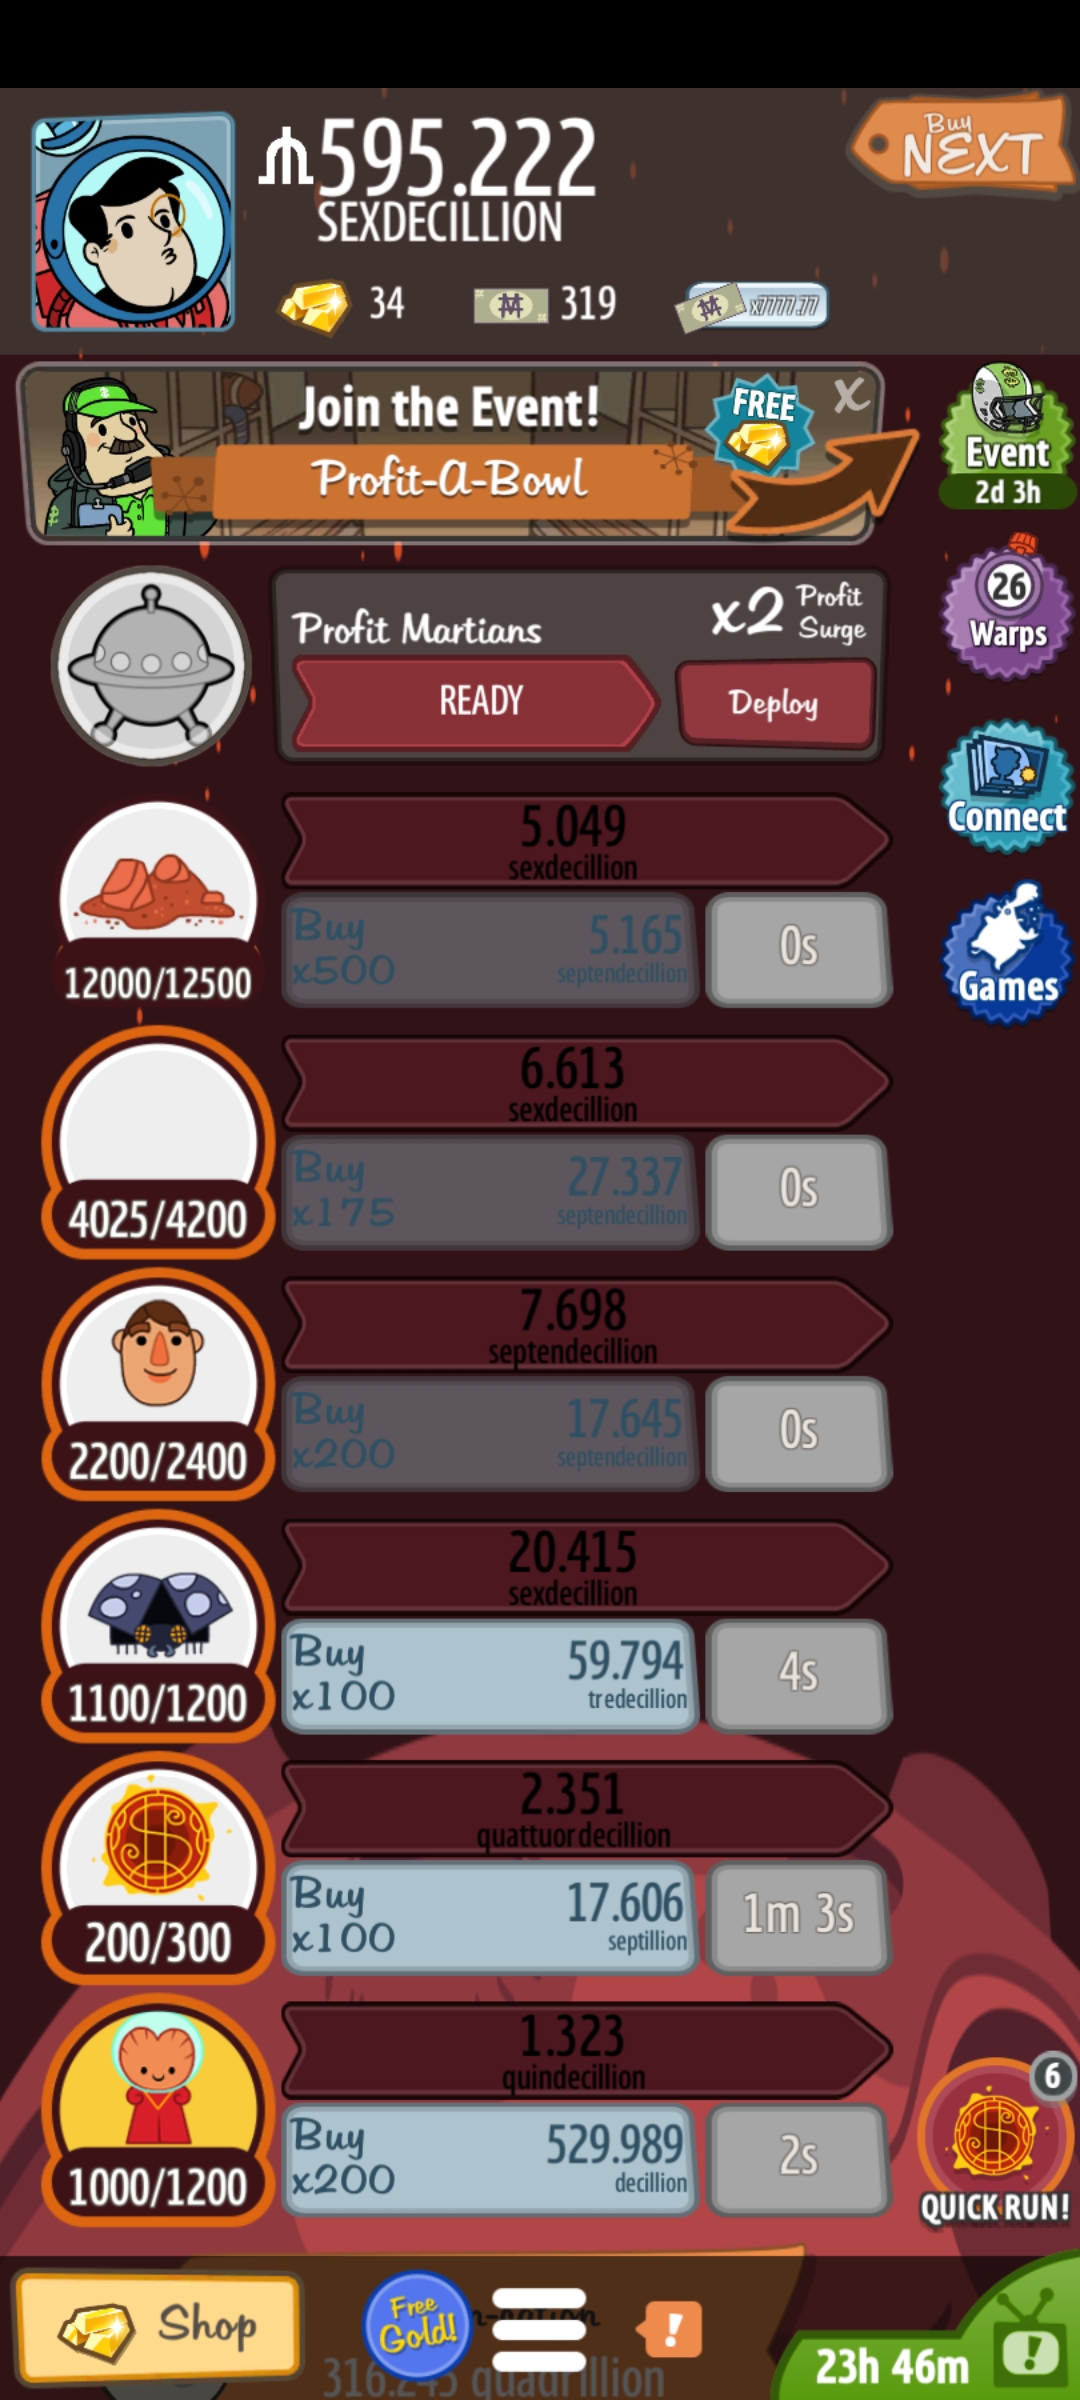 595.222
SEXDECILLION
Buy
NEXT
34
319
x7777.77
Join the Event!
Profit-A-Bowl
FREE
X
Event
2d 3h
26
Warps
Profit Martians
x2 Profit Surge
READY
Deploy
Connect
5.049
sexdecillion
Buy
x500
5.165
septendecillion
0s
12000/12500
Games
6.613
sexdecillion
Buy
x175
27.337
septendecillion
0s
4025/4200
7.698
septendecillion
Buy
x200
17.645
septendecillion
0s
2200/2400
20.415
sexdecillion
Buy
x100
59.794
tredecillion
4s
1100/1200
2.351
quattuordecillion
Buy
x100
17.606
septillion
1m 3s
200/300
1.323
quindecillion
Buy
x200
529.989
decillion
2s
1000/1200
6
QUICK RUN!
Shop
Free
Gold!
!
23h 46m
!